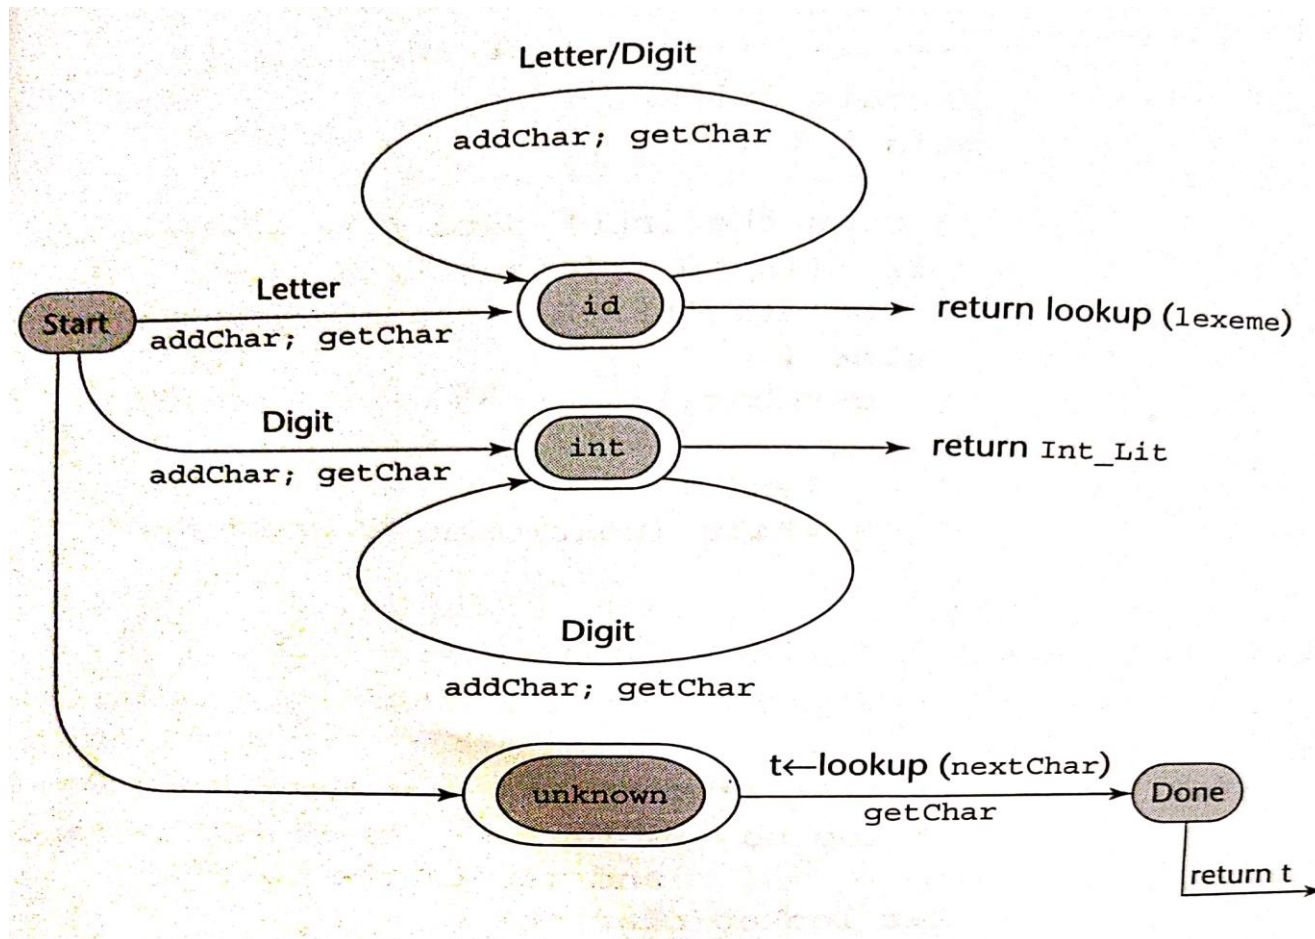 Letter/Digit
addChar; getChar
Letter
Start
addChar; getChar
id
return lookup (lexeme)
Digit
addChar; getChar
int
return Int_Lit
Digit
addChar; getChar
t←lookup (nextChar)
unknown
getChar
Done
return t